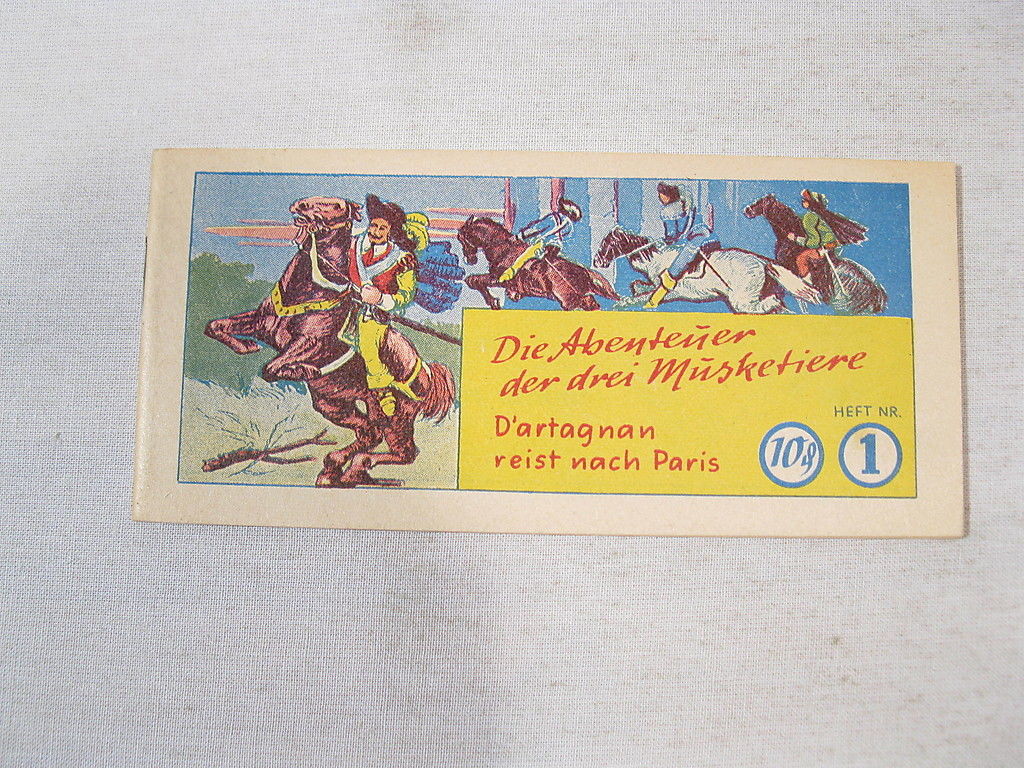 Die Abenteuer
der drei Musketiere
D'artagnan
reist nach Paris
HEFT NR.
10₰ 1